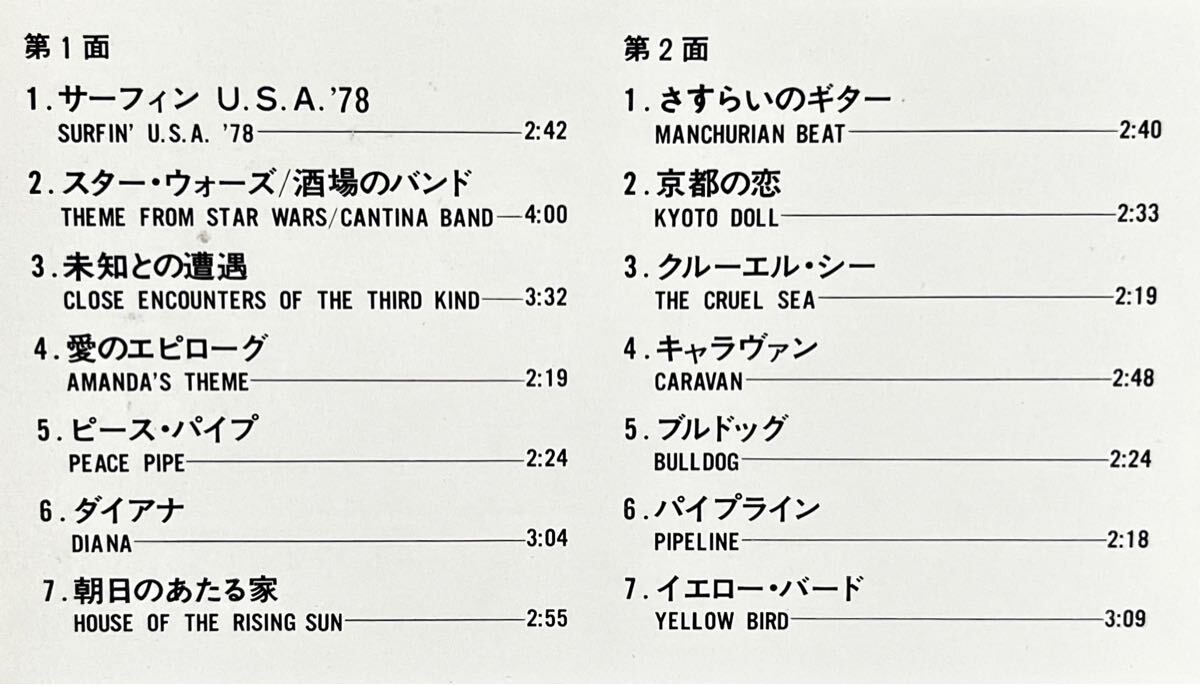 第1面
1.サーフィン U.S.A.'78
SURFIN' U.S.A. '78 2:42
2.スター・ウォーズ/酒場のバンド
THEME FROM STAR WARS/CANTINA BAND 4:00
3.未知との遭遇
CLOSE ENCOUNTERS OF THE THIRD KIND 3:32
4.愛のエピローグ
AMANDA'S THEME 2:19
5.ピース・パイプ
PEACE PIPE 2:24
6.ダイアナ
DIANA 3:04
7.朝日のあたる家
HOUSE OF THE RISING SUN 2:55
第2面
1.さすらいのギター
MANCHURIAN BEAT 2:40
2.京都の恋
KYOTO DOLL 2:33
3.クルーエル・シー
THE CRUEL SEA 2:19
4.キャラヴァン
CARAVAN 2:48
5.ブルドッグ
BULLDOG 2:24
6.パイプライン
PIPELINE 2:18
7.イエロー・バード
YELLOW BIRD 3:09